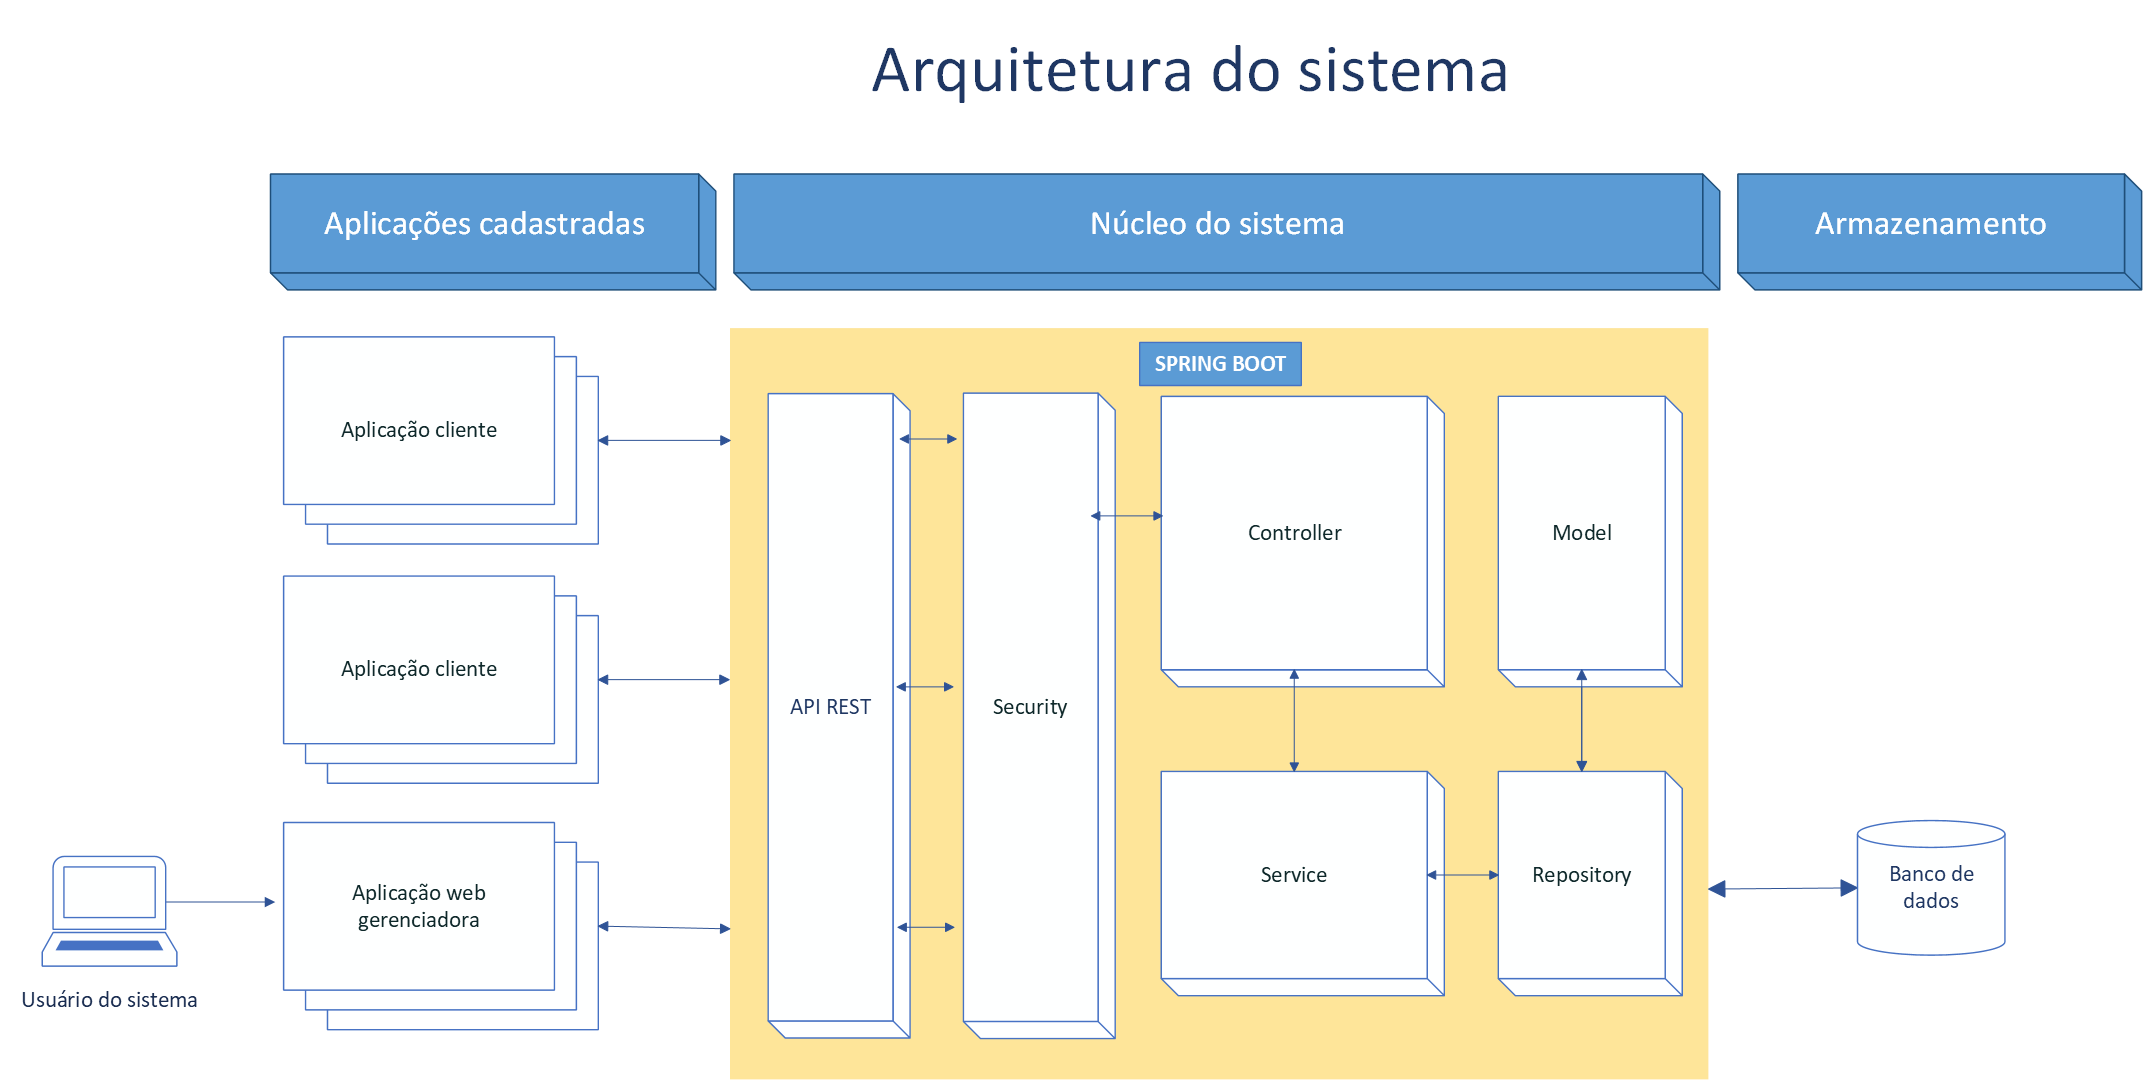 Arquitetura do sistema
Aplicações cadastradas
Núcleo do sistema
Armazenamento
SPRING BOOT
Aplicação cliente
Aplicação cliente
Aplicação web
gerenciadora
Usuário do sistema
API REST
Security
Controller
Model
Service
Repository
Banco de
dados